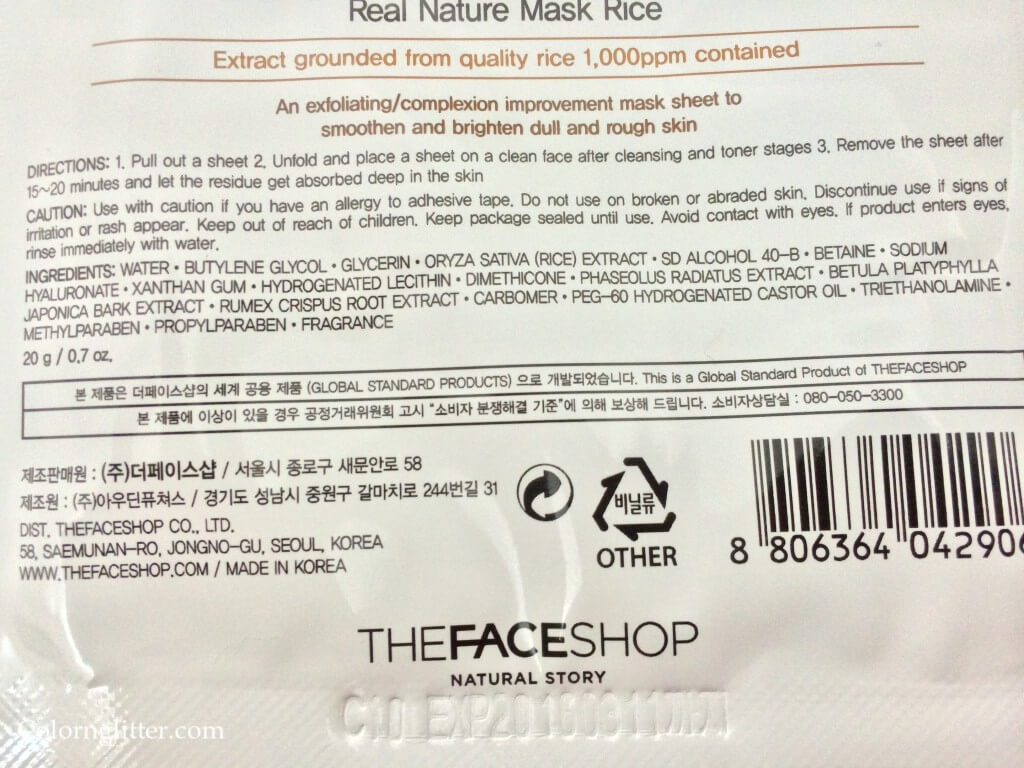 Real Nature Mask Rice
Extract grounded from quality rice 1,000ppm contained
An exfoliating/complexion improvement mask sheet to
smoothen and brighten dull and rough skin
DIRECTIONS: 1. Pull out a sheet 2. Unfold and place a sheet on a clean face after cleansing and toner stages 3. Remove the sheet after
15~20 minutes and let the residue get absorbed deep in the skin
CAUTION: Use with caution if you have an allergy to adhesive tape. Do not use on broken or abraded skin. Discontinue use if signs of
irritation or rash appear. Keep out of reach of children. Keep package sealed until use. Avoid contact with eyes. If product enters eyes,
rinse immediately with water.
INGREDIENTS: WATER • BUTYLENE GLYCOL • GLYCERIN • ORYZA SATIVA (RICE) EXTRACT • SD ALCOHOL 40-B • BETAINE • SODIUM
HYALURONATE • XANTHAN GUM • HYDROGENATED LECITHIN • DIMETHICONE • PHASEOLUS RADIATUS EXTRACT • BETULA PLATYPHYLLA
JAPONICA BARK EXTRACT • RUMEX CRISPUS ROOT EXTRACT • CARBOMER • PEG-60 HYDROGENATED CASTOR OIL • TRIETHANOLAMINE •
METHYLPARABEN • PROPYLPARABEN • FRAGRANCE
20 g / 0.7 oz.
본 제품은 더페이스샵의 세계 공용 제품 (GLOBAL STANDARD PRODUCTS) 으로 개발되었습니다. This is a Global Standard Product of THEFACESHOP
본 제품에 이상이 있을 경우 공정거래위원회 고시 "소비자 분쟁해결 기준"에 의해 보상해 드립니다. 소비자상담실 : 080-050-3300
제조판매원 : (주)더페이스샵 / 서울시 종로구 새문안로 58
제조원 : (주)아우딘퓨쳐스 / 경기도 성남시 중원구 갈마치로 244번길 31
DIST. THEFACESHOP CO., LTD.
58, SAEMUNAN-RO, JONGNO-GU, SEOUL, KOREA
WWW.THEFACESHOP.COM / MADE IN KOREA
비닐류
OTHER
8 806364 042906
THEFACESHOP
NATURAL STORY
C10 EXP20160911까지
Colornglitter.com